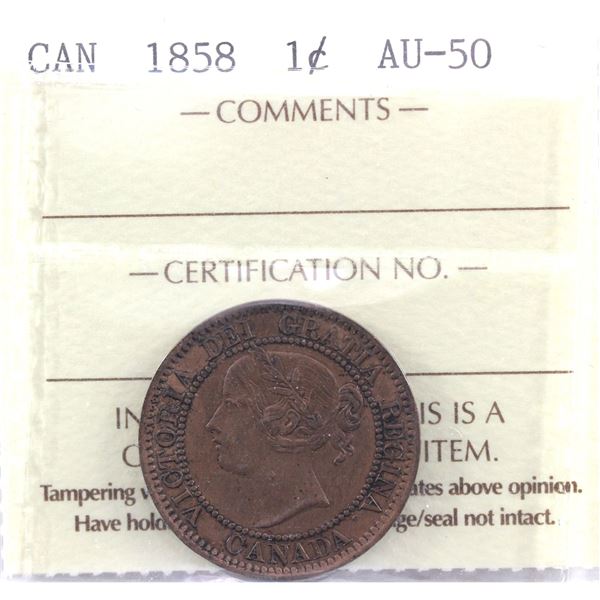 CAN 1858 1¢ AU-50
— COMMENTS —
— CERTIFICATION NO. —
VICTORIA DEI GRATIA REGINA
CANADA
IN IS IS A
C ITEM.
Tampering ates above opinion.
Have hold ge/seal not intact.